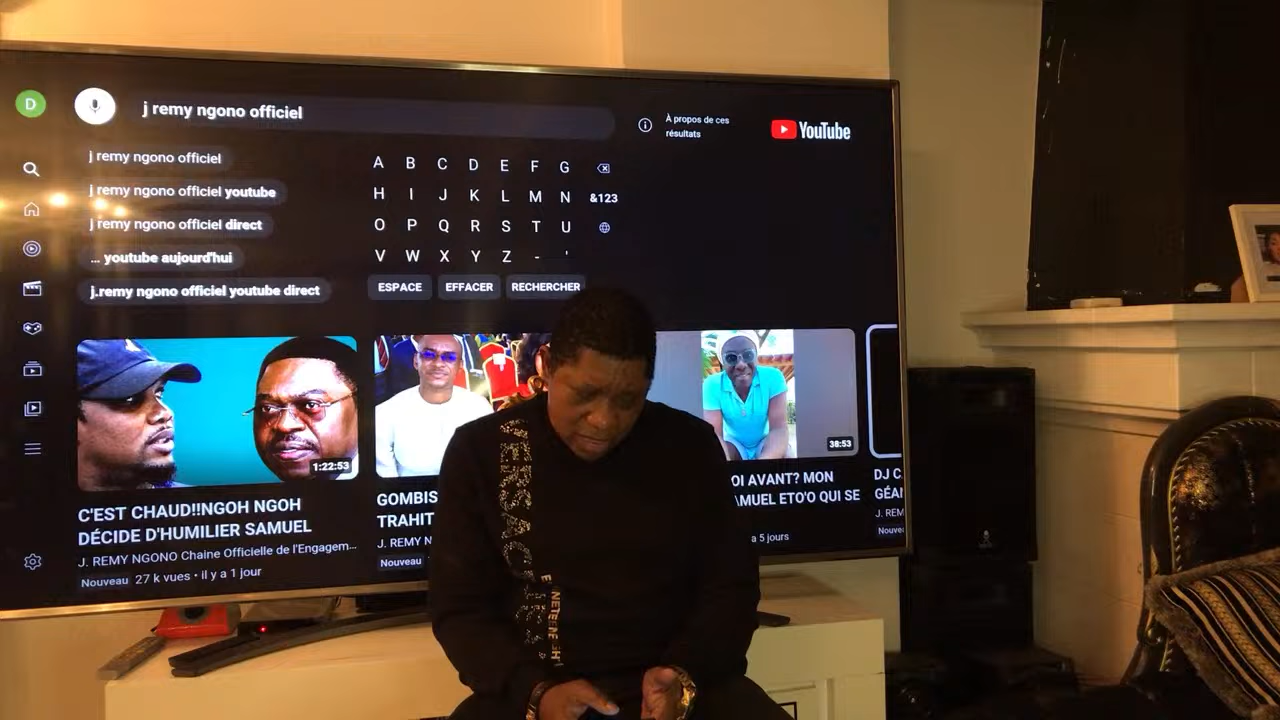 D
j remy ngono officiel
À propos de ces
résultats
YouTube
j remy ngono officiel
j remy ngono officiel youtube
j remy ngono officiel direct
... youtube aujourd'hui
j.remy ngono officiel youtube direct
A B C D E F G
H I J K L M N &123
O P Q R S T U
V W X Y Z - '
ESPACE EFFACER RECHERCHER
1:22:53
38:53
C'EST CHAUD!!NGOH NGOH
DÉCIDE D'HUMILIER SAMUEL
J. REMY NGONO Chaine Officielle de l'Engagem...
Nouveau 27 k vues • il y a 1 jour
GOMBIS
TRAHIT
J. REMY N
Nouveau
OI AVANT? MON
AMUEL ETO'O QUI SE
a 5 jours
DJ C
GÉAN
J. REM
Nouve
VERSACE